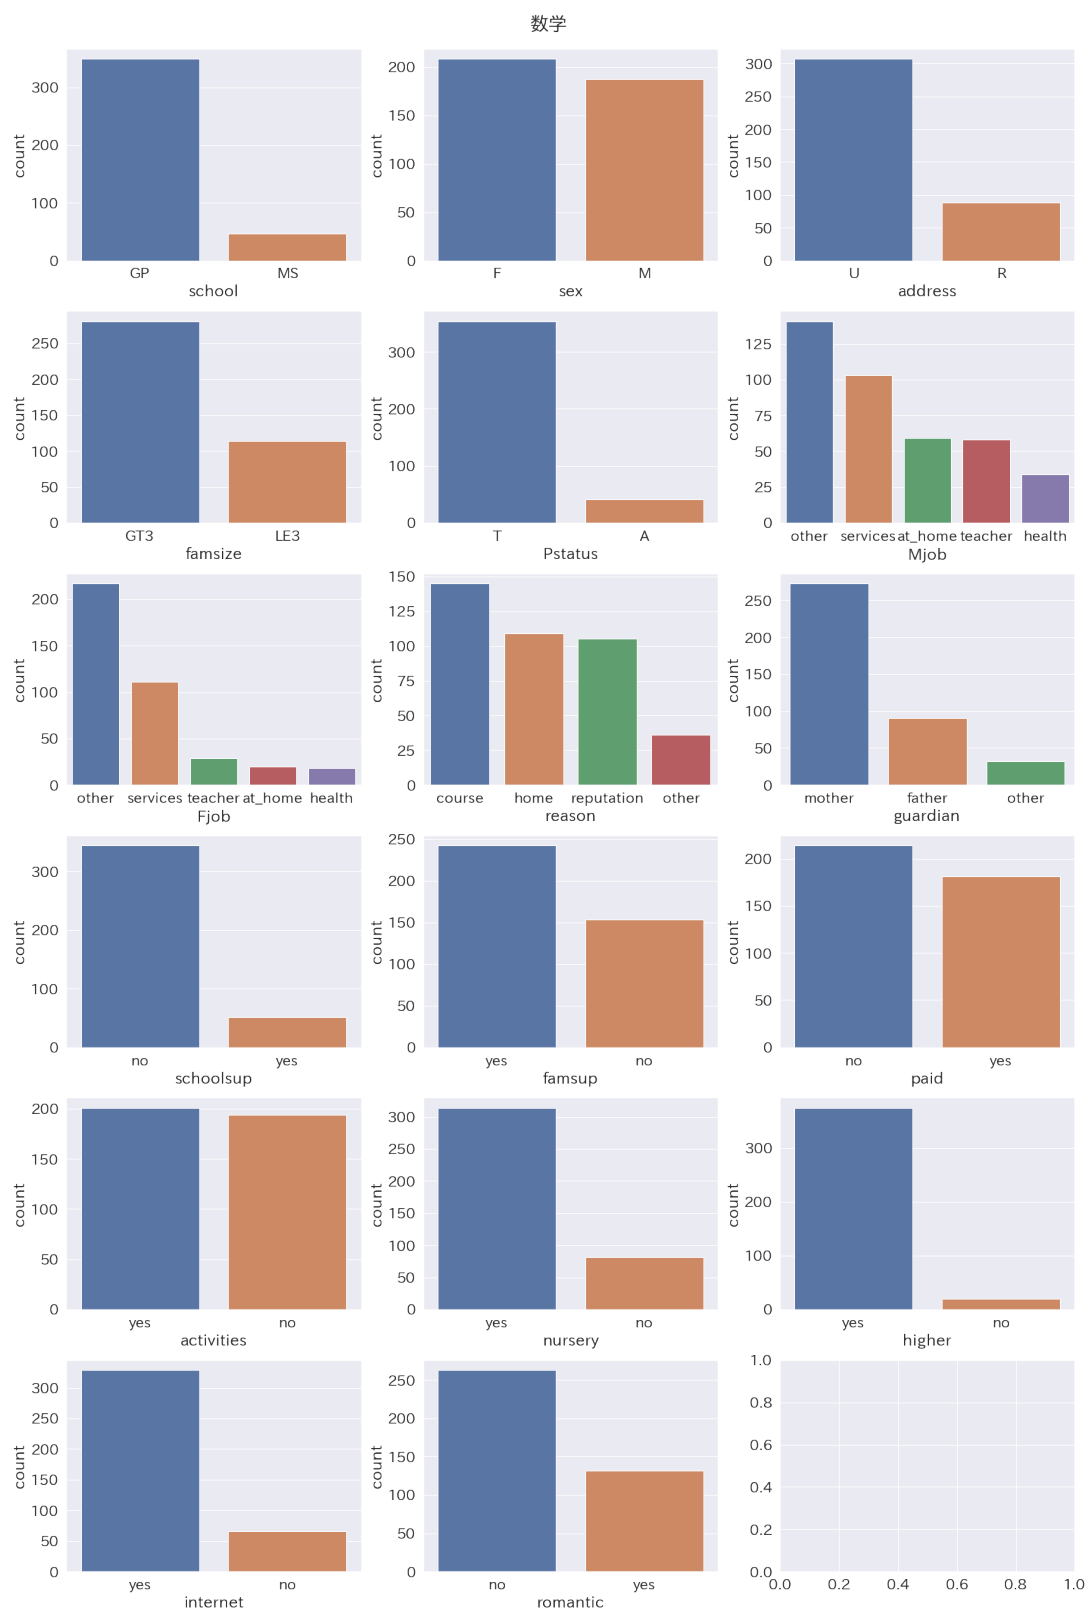 数学
count
300
200
100
0
GP MS
school
count
200
150
100
50
0
F M
sex
count
300
250
200
150
100
50
0
U R
address
count
250
200
150
100
50
0
GT3 LE3
famsize
count
300
200
100
0
T A
Pstatus
count
125
100
75
50
25
0
other services at_home teacher health
Mjob
count
200
150
100
50
0
other services teacher at_home health
Fjob
count
150
125
100
75
50
25
0
course home reputation other
reason
count
250
200
150
100
50
0
mother father other
guardian
count
300
200
100
0
no yes
schoolsup
count
250
200
150
100
50
0
yes no
famsup
count
200
150
100
50
0
no yes
paid
count
200
150
100
50
0
yes no
activities
count
300
250
200
150
100
50
0
yes no
nursery
count
300
200
100
0
yes no
higher
count
300
250
200
150
100
50
0
yes no
internet
count
250
200
150
100
50
0
no yes
romantic
1.0
0.8
0.6
0.4
0.2
0.0
0.0 0.2 0.4 0.6 0.8 1.0